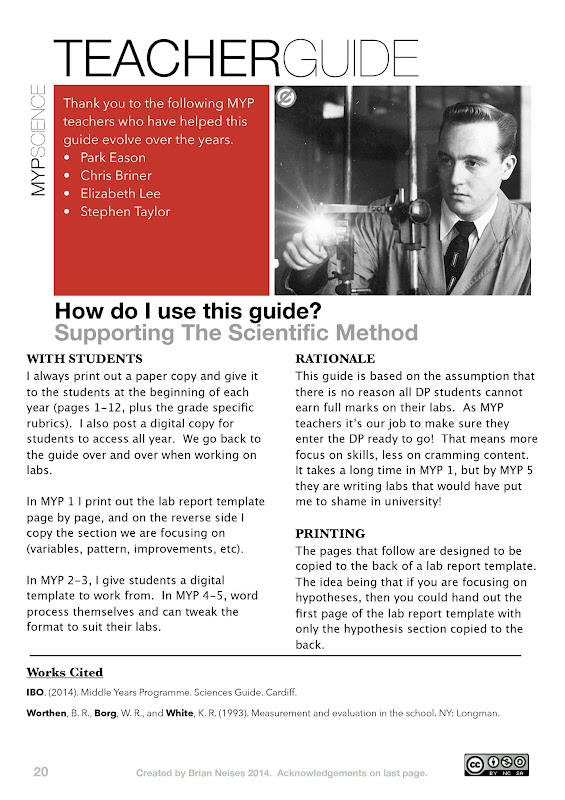 TEACHERGUIDE
MYPSCIENCE
Thank you to the following MYP
teachers who have helped this
guide evolve over the years.
• Park Eason
• Chris Briner
• Elizabeth Lee
• Stephen Taylor
How do I use this guide?
Supporting The Scientific Method
WITH STUDENTS
I always print out a paper copy and give it
to the students at the beginning of each
year (pages 1-12, plus the grade specific
rubrics).  I also post a digital copy for
students to access all year.  We go back to
the guide over and over when working on
labs.
In MYP 1 I print out the lab report template
page by page, and on the reverse side I
copy the section we are focusing on
(variables, pattern, improvements, etc).
In MYP 2-3, I give students a digital
template to work from.  In MYP 4-5, word
process themselves and can tweak the
format to suit their labs.
RATIONALE
This guide is based on the assumption that
there is no reason all DP students cannot
earn full marks on their labs.  As MYP
teachers it's our job to make sure they
enter the DP ready to go!  That means more
focus on skills, less on cramming content.
It takes a long time in MYP 1, but by MYP 5
they are writing labs that would have put
me to shame in university!
PRINTING
The pages that follow are designed to be
copied to the back of a lab report template.
The idea being that if you are focusing on
hypotheses, then you could hand out the
first page of the lab report template with
only the hypothesis section copied to the
back.
Works Cited
IBO. (2014). Middle Years Programme. Sciences Guide. Cardiff.
Worthen, B. R., Borg, W. R., and White, K. R. (1993). Measurement and evaluation in the school. NY: Longman.
20
Created by Brian Neises 2014.  Acknowledgements on last page.
cc
BY NC SA